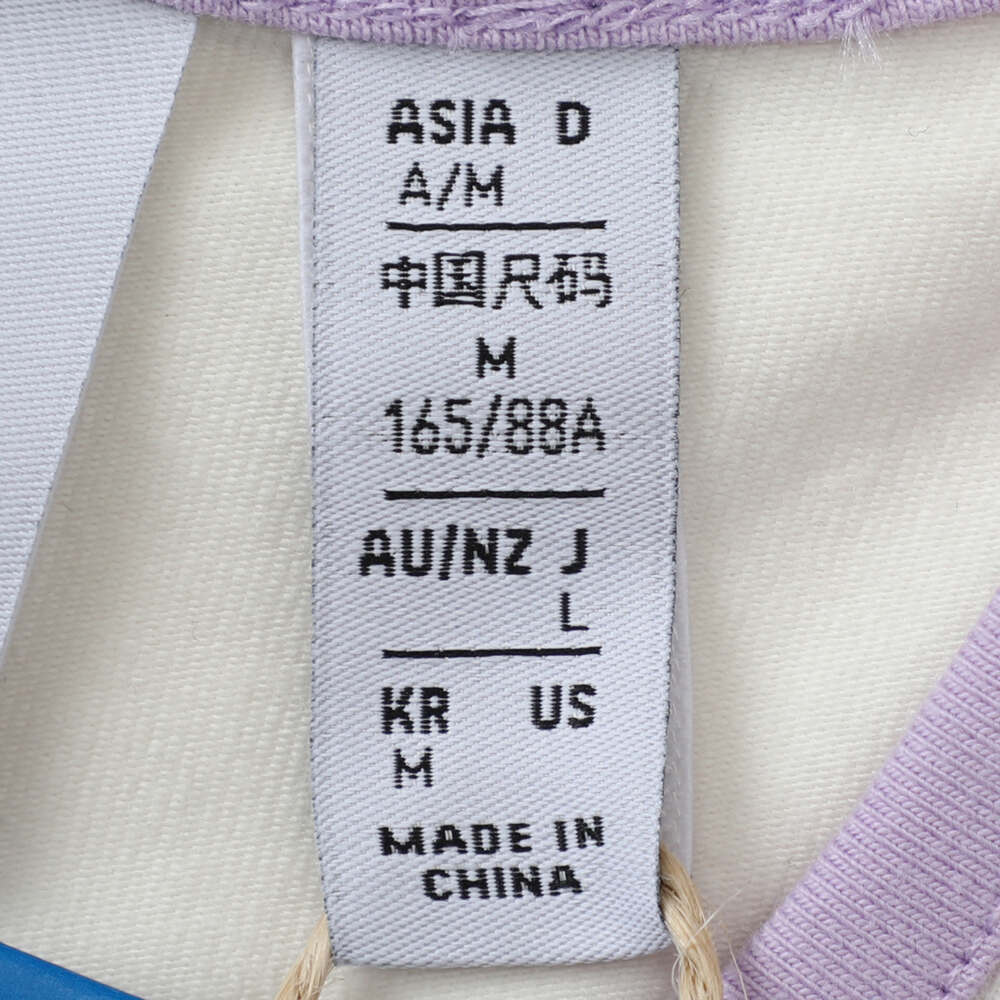 ASIA D
A/M
中国尺码
M
165/88A
AU/NZ J
L
KR US
M
MADE IN
CHINA